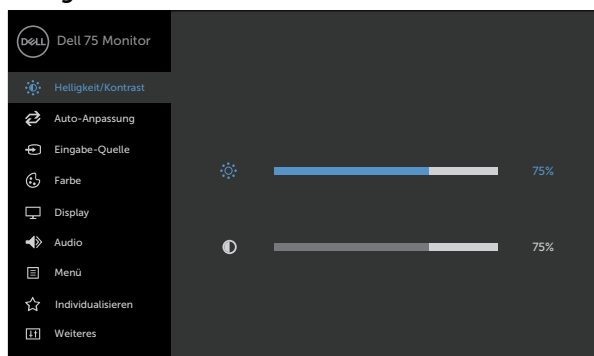 DELL
Dell 75 Monitor
Helligkeit/Kontrast
Auto-Anpassung
Eingabe-Quelle
Farbe
Display
Audio
Menü
Individualisieren
Weiteres
75%
75%